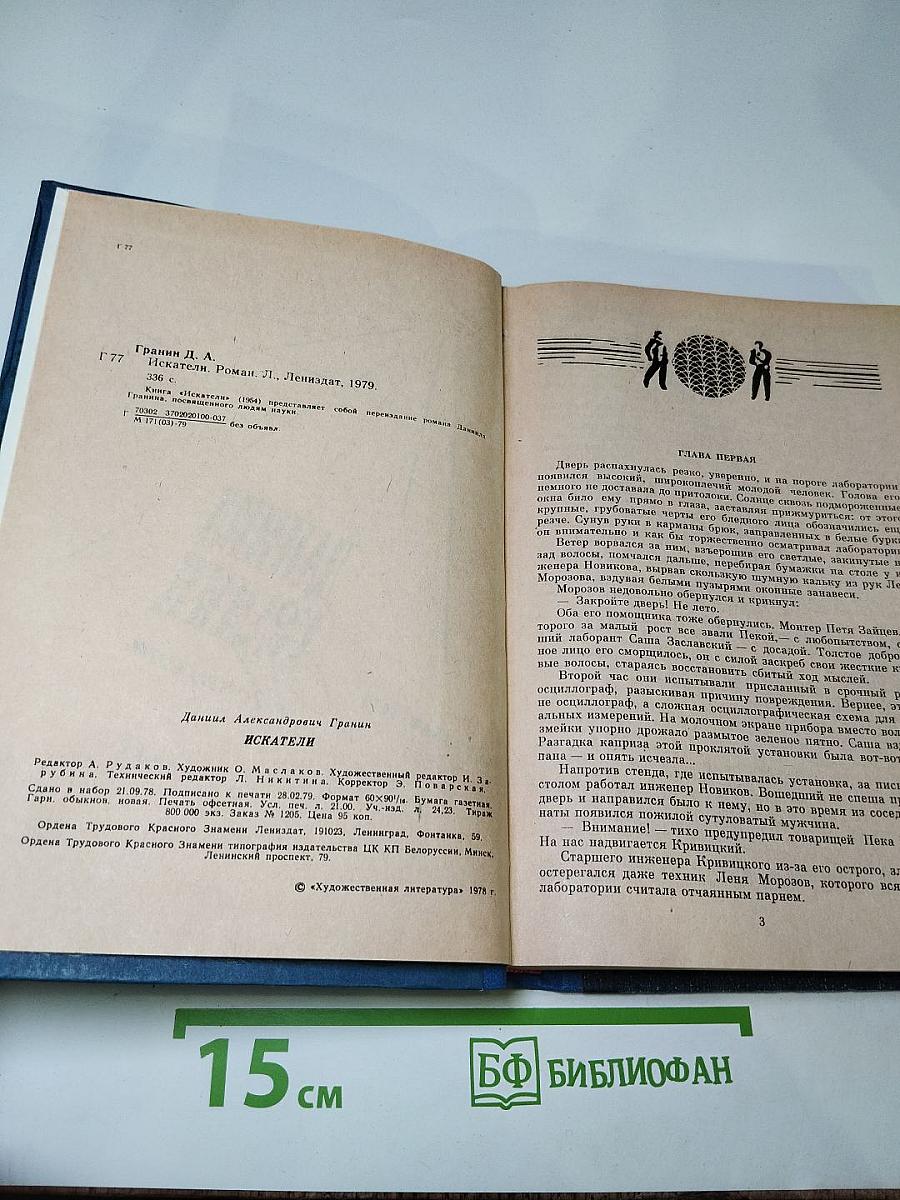 Г 77
Гранин Д. А.
Г 77 Искатели. Роман. Л., Лениздат, 1979.
336 с.
Книга «Искатели» (1954) представляет собой переиздание романа Даниила
Гранина, посвященного людям науки.
Г 70302 3702020100-037
М 171(03)-79 без объявл.
Даниил Александрович Гранин
ИСКАТЕЛИ
Редактор А. Рудаков. Художник О. Маслаков. Художественный редактор И. За-
рубина. Технический редактор Л. Никитина. Корректор Э. Поварская.
Сдано в набор 21.09.78. Подписано к печати 28.02.79. Формат 60×90 1/16. Бумага газетная.
Гарн. обыкнов. новая. Печать офсетная. Усл. печ. л. 21.00. Уч.-изд. л. 24,23. Тираж
800 000 экз. Заказ № 1205. Цена 95 коп.
Ордена Трудового Красного Знамени Лениздат, 191023, Ленинград, Фонтанка, 59.
Ордена Трудового Красного Знамени типография издательства ЦК КП Белоруссии, Минск,
Ленинский проспект, 79.
© «Художественная литература» 1978 г.
ГЛАВА ПЕРВАЯ
Дверь распахнулась резко, уверенно, и на пороге лаборатории
появился высокий, широкоплечий молодой человек. Голова его
немного не доставала до притолоки. Солнце сквозь подмороженные
окна било ему прямо в глаза, заставляя прижмуриться: от этого
крупные, грубоватые черты его бледного лица обозначились ещ
резче. Сунув руки в карманы брюк, заправленных в белые бурк
он внимательно и как бы торжественно осматривал лаборатори
Ветер ворвался за ним, взъерошив его светлые, закинутые н
зад волосы, помчался дальше, перебирая бумажки на столе у и
женера Новикова, вырвав скользкую шумную кальку из рук Ле
Морозова, вздувая белыми пузырями оконные занавеси.
Морозов недовольно обернулся и крикнул:
— Закройте дверь! Не лето.
Оба его помощника тоже обернулись. Монтер Петя Зайцев,
торого за малый рост все звали Пекой,— с любопытством, с
ший лаборант Саша Заславский — с досадой. Толстое добро
ное лицо его сморщилось, он с силой заскреб свои жесткие к
вые волосы, стараясь восстановить сбитый ход мыслей.
Второй час они испытывали присланный в срочный р
осциллограф, разыскивая причину повреждения. Вернее, эт
не осциллограф, а сложная осциллографическая схема для
альных измерений. На молочном экране прибора вместо вол
змейки упорно дрожало размытое зеленое пятно. Саша вз
Разгадка каприза этой проклятой установки была вот-вот
пана — и опять исчезла...
Напротив стенда, где испытывалась установка, за пись
столом работал инженер Новиков. Вошедший не спеша пр
дверь и направился было к нему, но в это время из сосед
наты появился пожилой сутуловатый мужчина.
— Внимание! — тихо предупредил товарищей Пека
На нас надвигается Кривицкий.
Старшего инженера Кривицкого из-за его острого, зл
остерегался даже техник Леня Морозов, которого вся
лаборатории считала отчаянным парнем.
3
15 см
БФ БИБЛИОФАН